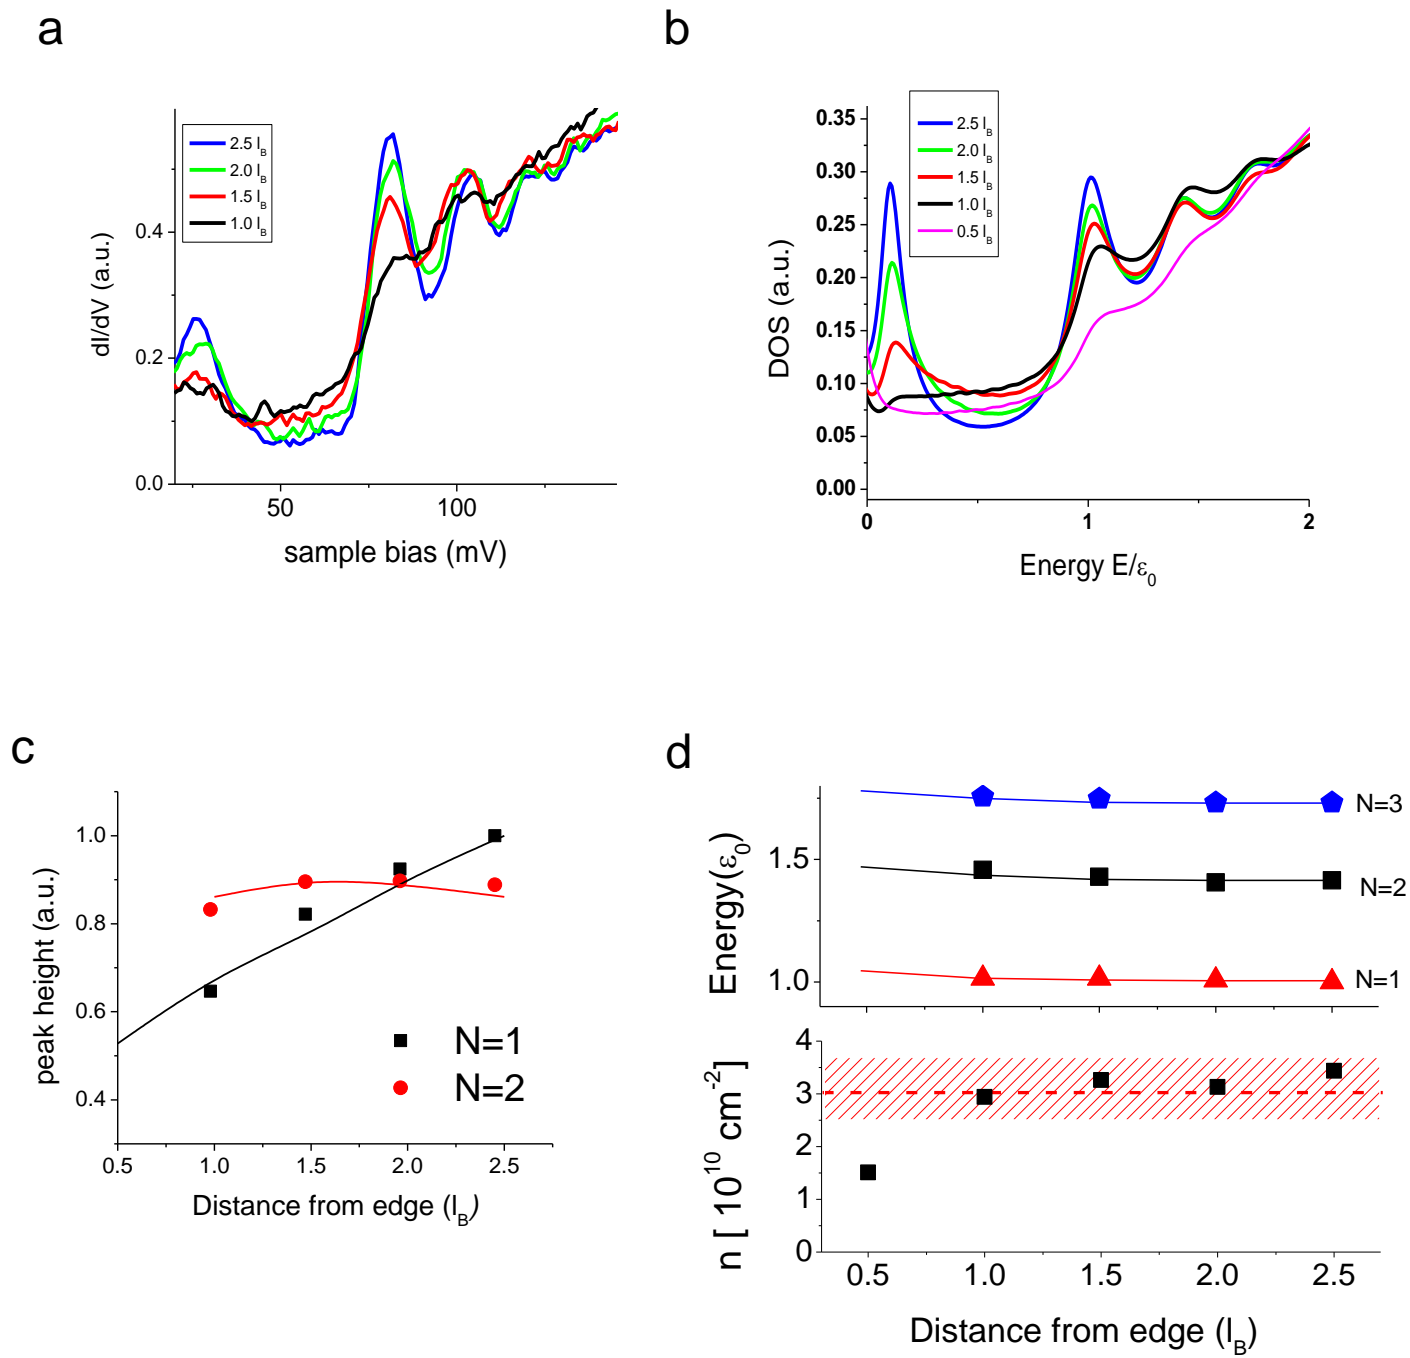 a
2.5 l_B
2.0 l_B
1.5 l_B
1.0 l_B
dI/dV (a.u.)
0.4
0.2
0.0
50 100
sample bias (mV)
b
2.5 l_B
2.0 l_B
1.5 l_B
1.0 l_B
0.5 l_B
DOS (a.u.)
0.35
0.30
0.25
0.20
0.15
0.10
0.05
0.00
0 1 2
Energy E/ε_0
c
peak height (a.u.)
1.0
0.8
0.6
0.4
N=1
N=2
0.5 1.0 1.5 2.0 2.5
Distance from edge (l_B)
d
Energy(ε_0)
1.5
1.0
N=3
N=2
N=1
n [ 10^10 cm^-2]
4
3
2
1
0
0.5 1.0 1.5 2.0 2.5
Distance from edge (l_B)